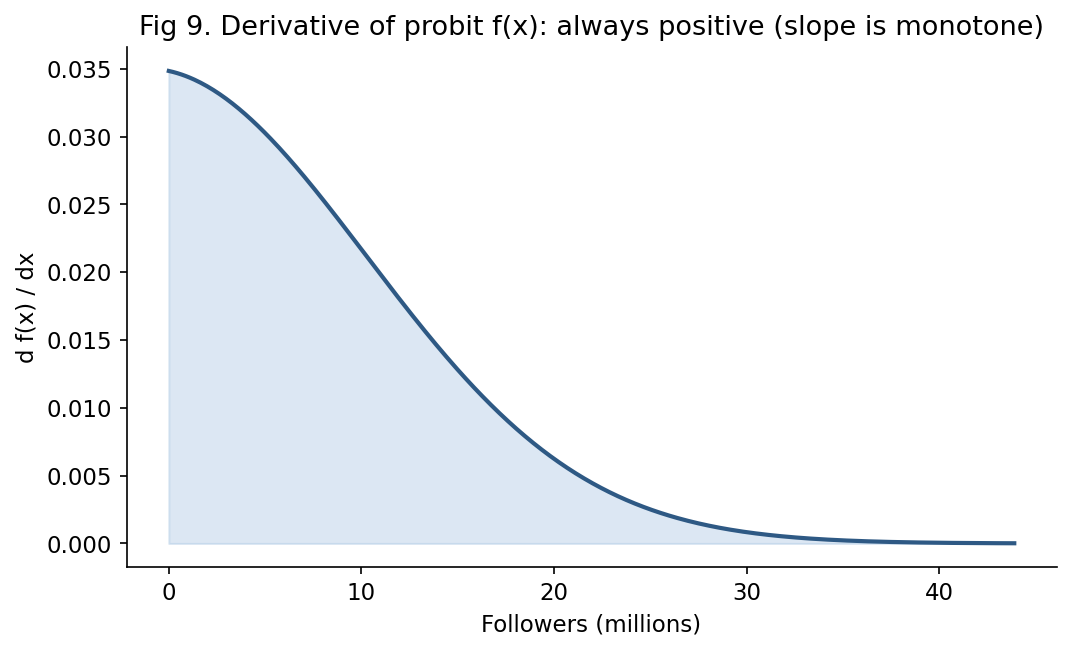 Fig 9. Derivative of probit f(x): always positive (slope is monotone)
d f(x) / dx
0.035
0.030
0.025
0.020
0.015
0.010
0.005
0.000
0 10 20 30 40
Followers (millions)